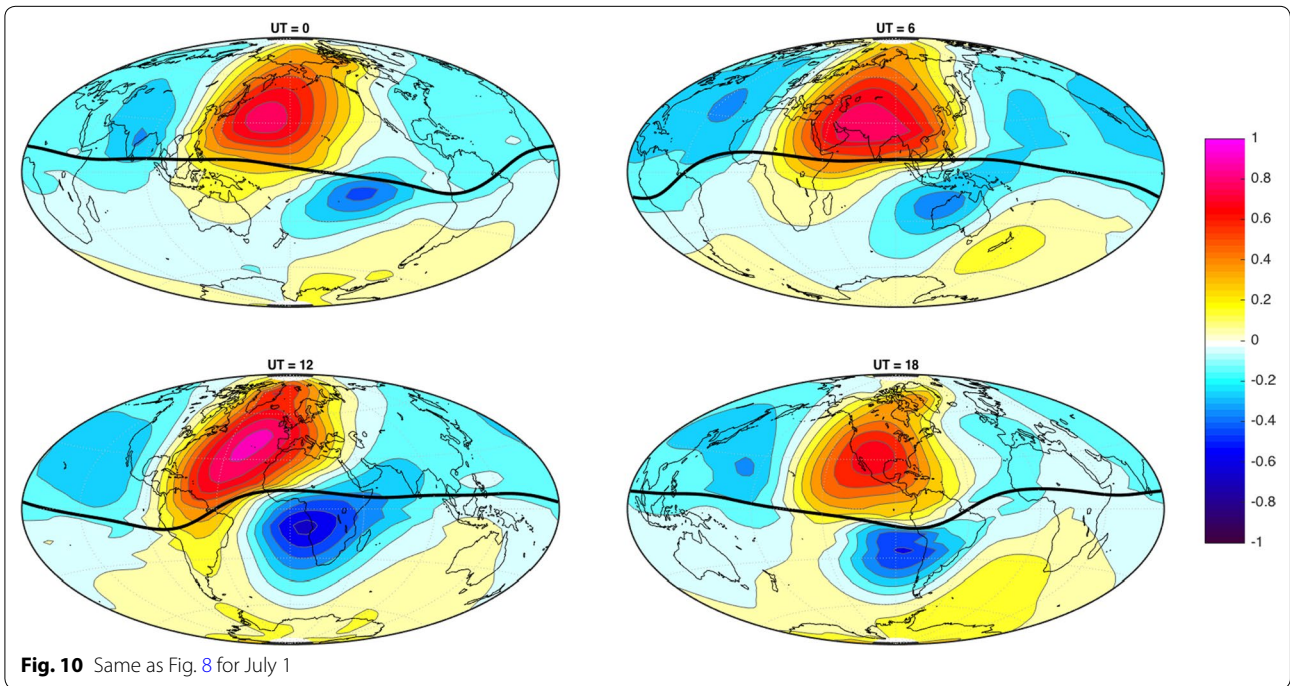 UT = 0
UT = 6
UT = 12
UT = 18
1
0.8
0.6
0.4
0.2
0
-0.2
-0.4
-0.6
-0.8
-1
Fig. 10 Same as Fig. 8 for July 1